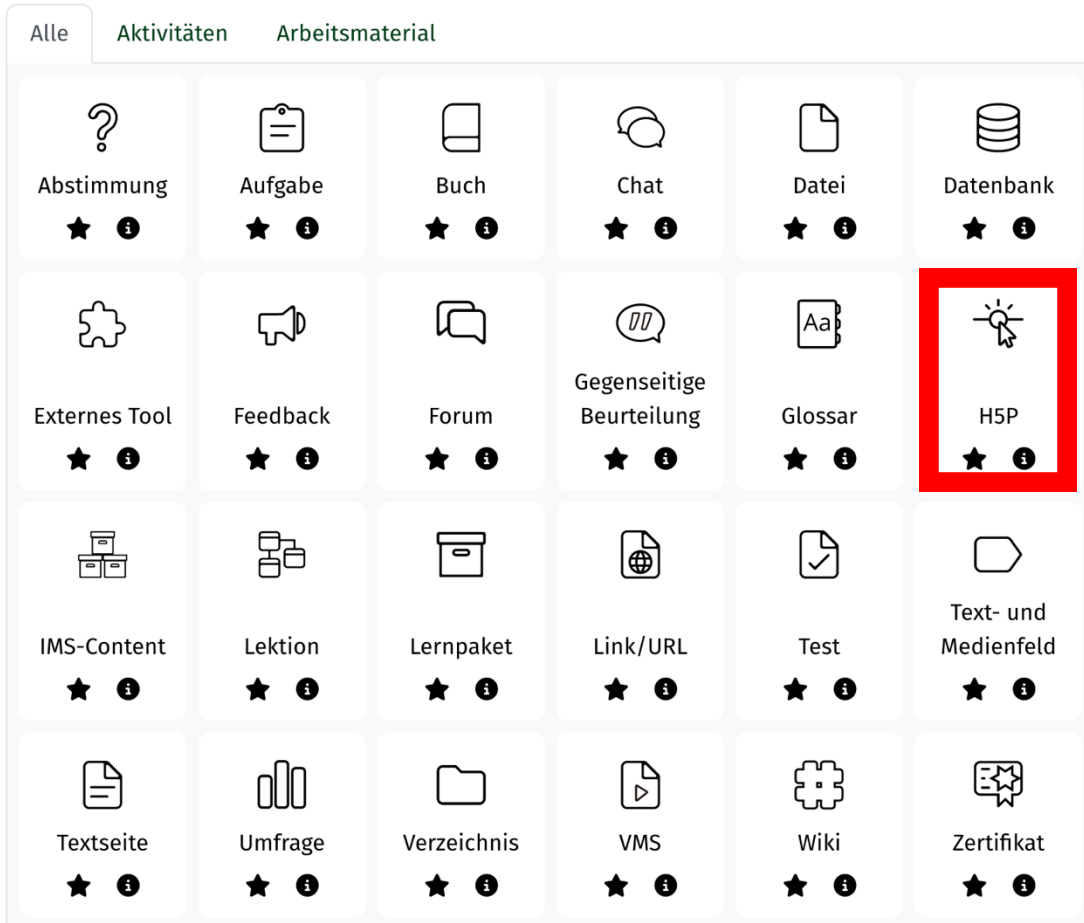 Alle Aktivitäten Arbeitsmaterial
Abstimmung Aufgabe Buch Chat Datei Datenbank
Externes Tool Feedback Forum Gegenseitige Beurteilung Glossar H5P
IMS-Content Lektion Lernpaket Link/URL Test Text- und Medienfeld
Textseite Umfrage Verzeichnis VMS Wiki Zertifikat